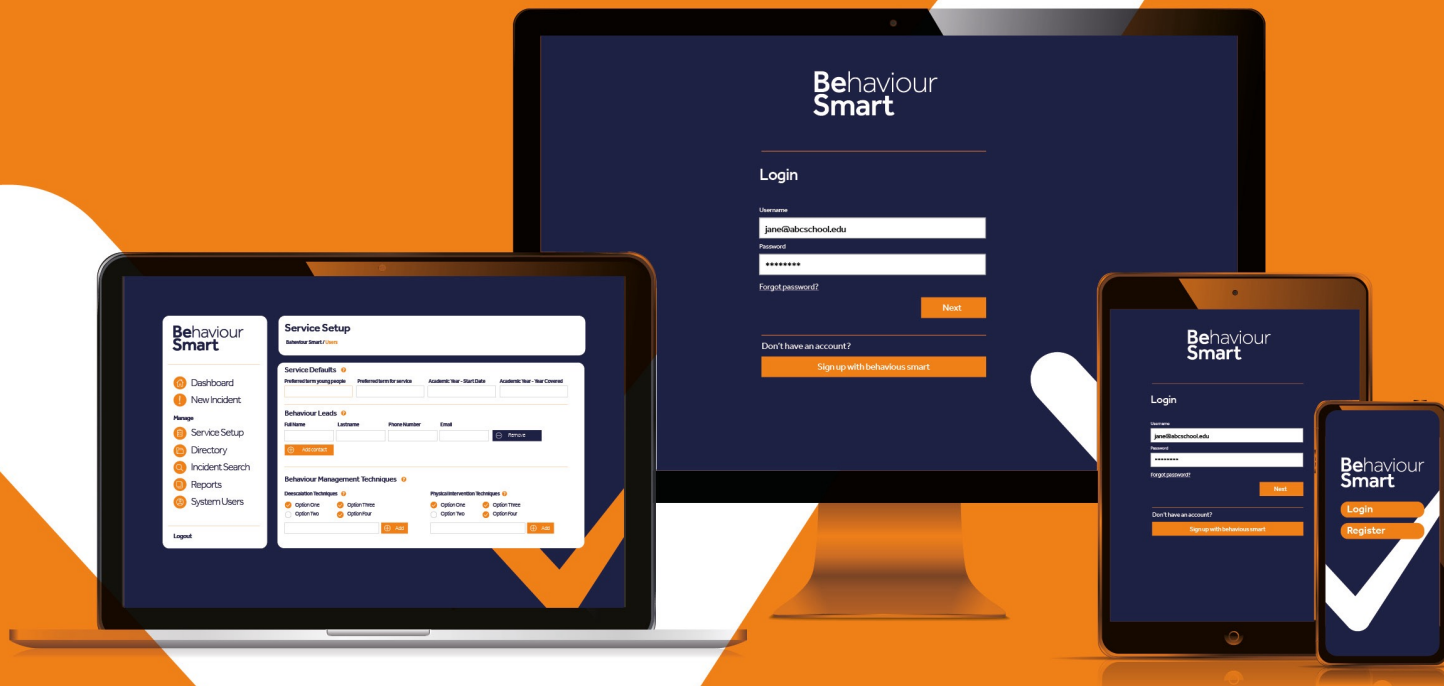 Behaviour
Smart
Login
Username
jane@abcschool.edu
Password
********
Forgot password?
Next
Don't have an account?
Sign up with behavious smart
Behaviour
Smart
Dashboard
New Incident
Manage
Service Setup
Directory
Incident Search
Reports
System Users
Logout
Service Setup
Behaviour Smart / Users
Service Defaults
Preferred term young people Preferred term for service Academic Year - Start Date Academic Year - Year Covered
Behaviour Leads
Full Name Lastname Phone Number Email
Remove
Add contact
Behaviour Management Techniques
Deescalation Techniques Physical Intervention Techniques
Option One Option Three Option One Option Three
Option Two Option Four Option Two Option Four
Add Add
Behaviour
Smart
Login
Username
jane@abcschool.edu
Password
********
Forgot password?
Next
Don't have an account?
Sign up with behavious smart
Behaviour
Smart
Login
Register